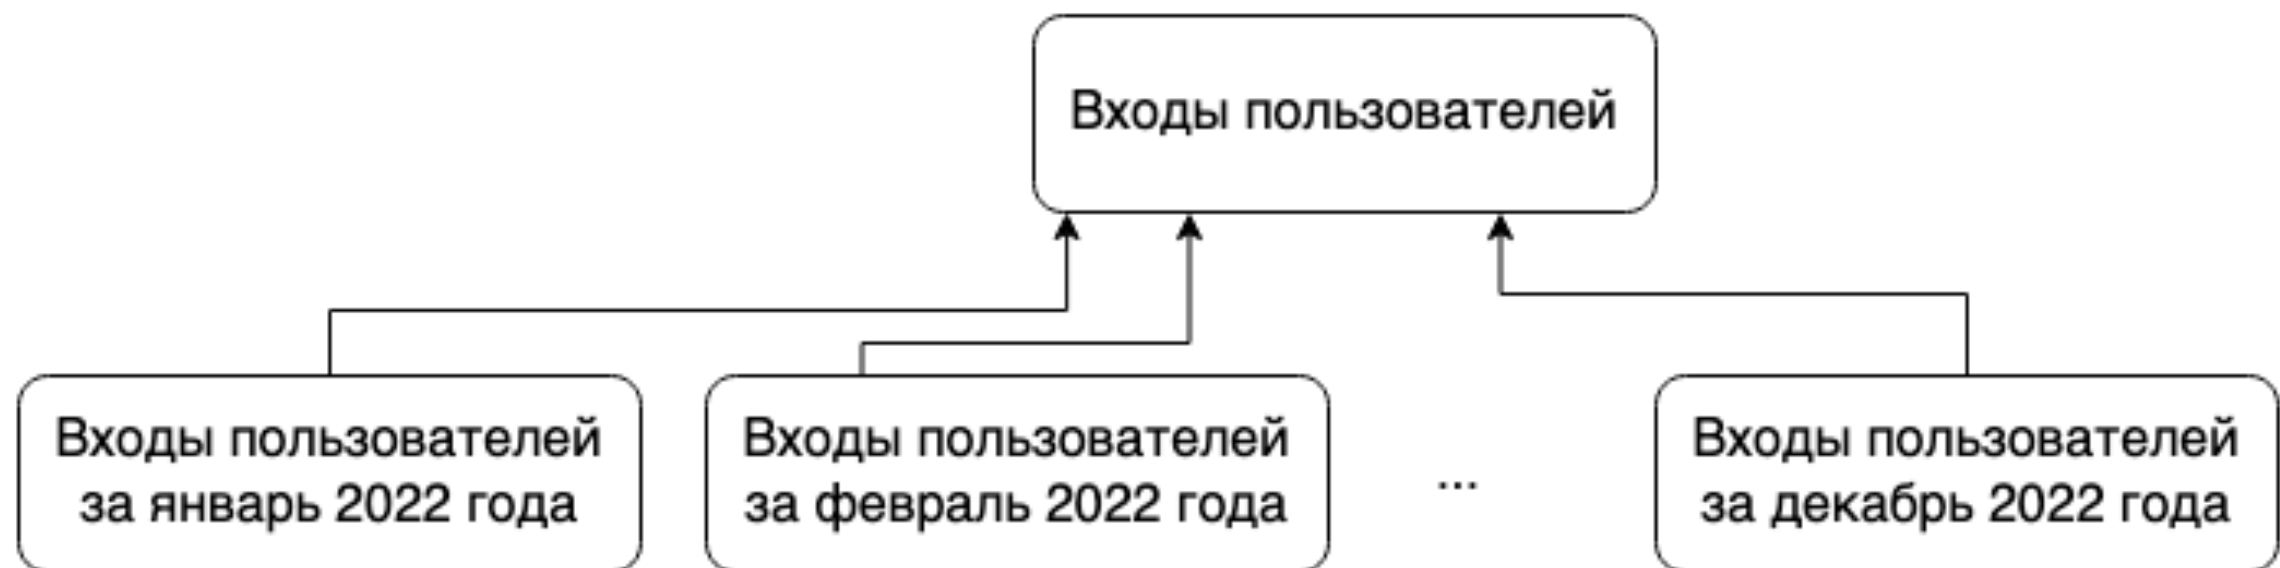 Входы пользователей
Входы пользователей
за январь 2022 года
Входы пользователей
за февраль 2022 года
...
Входы пользователей
за декабрь 2022 года